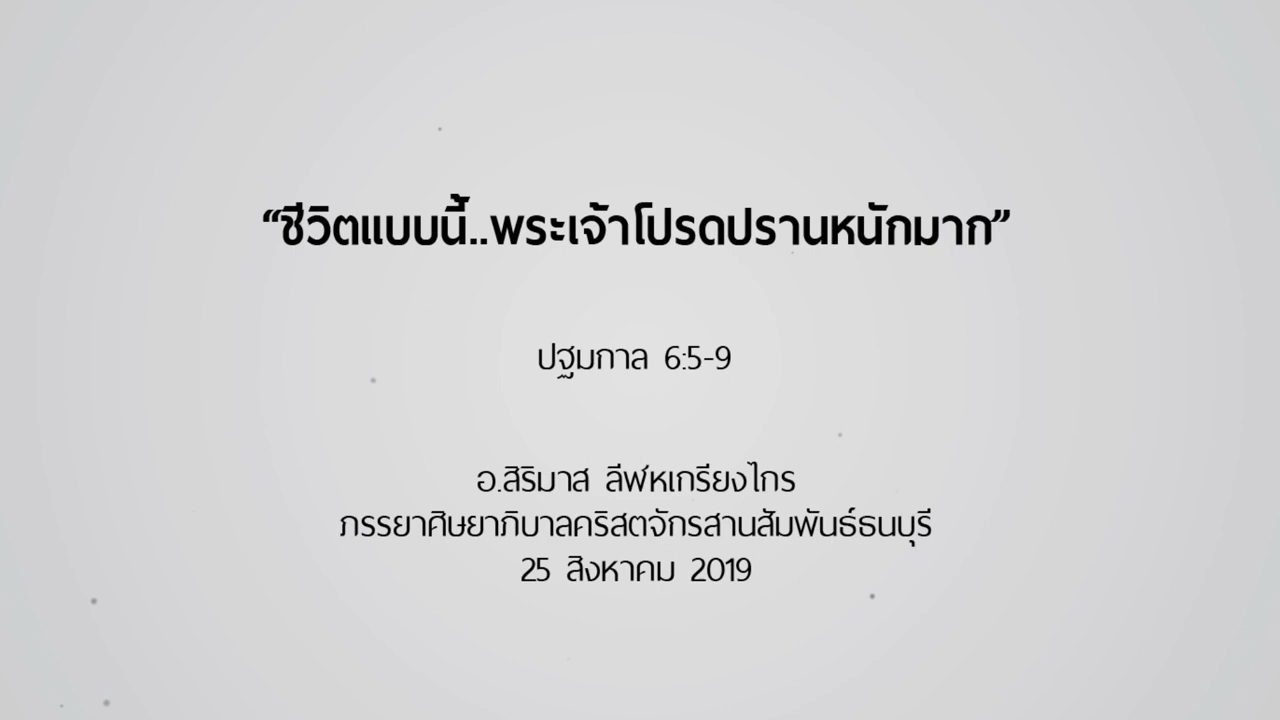 “ชีวิตแบบนี้..พระเจ้าโปรดปรานหนักมาก”
ปฐมกาล 6:5-9
อ.สิริมาส ลีฬหเกรียงไกร
ภรรยาศิษยาภิบาลคริสตจักรสานสัมพันธ์ธนบุรี
25 สิงหาคม 2019